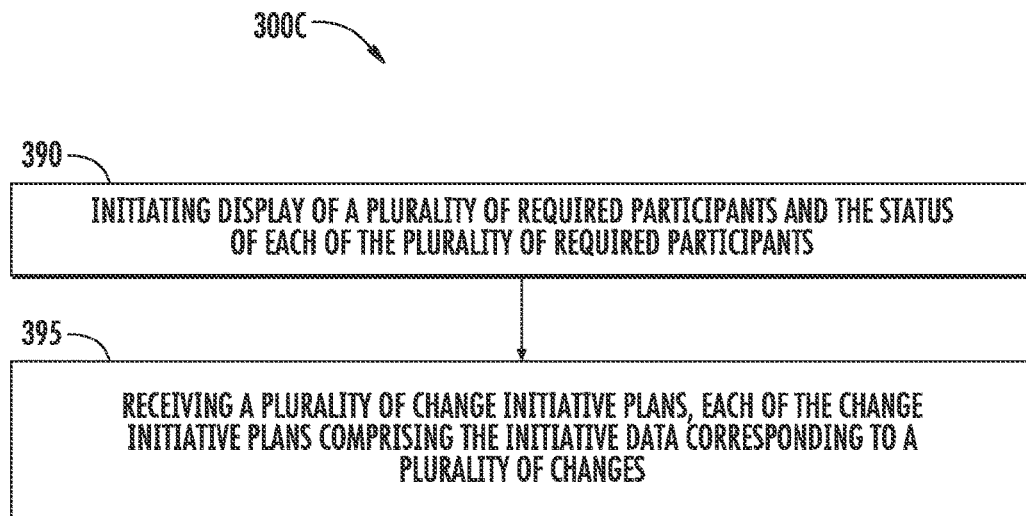 300C
390
INITIATING DISPLAY OF A PLURALITY OF REQUIRED PARTICIPANTS AND THE STATUS
OF EACH OF THE PLURALITY OF REQUIRED PARTICIPANTS
395
RECEIVING A PLURALITY OF CHANGE INITIATIVE PLANS, EACH OF THE CHANGE
INITIATIVE PLANS COMPRISING THE INITIATIVE DATA CORRESPONDING TO A
PLURALITY OF CHANGES